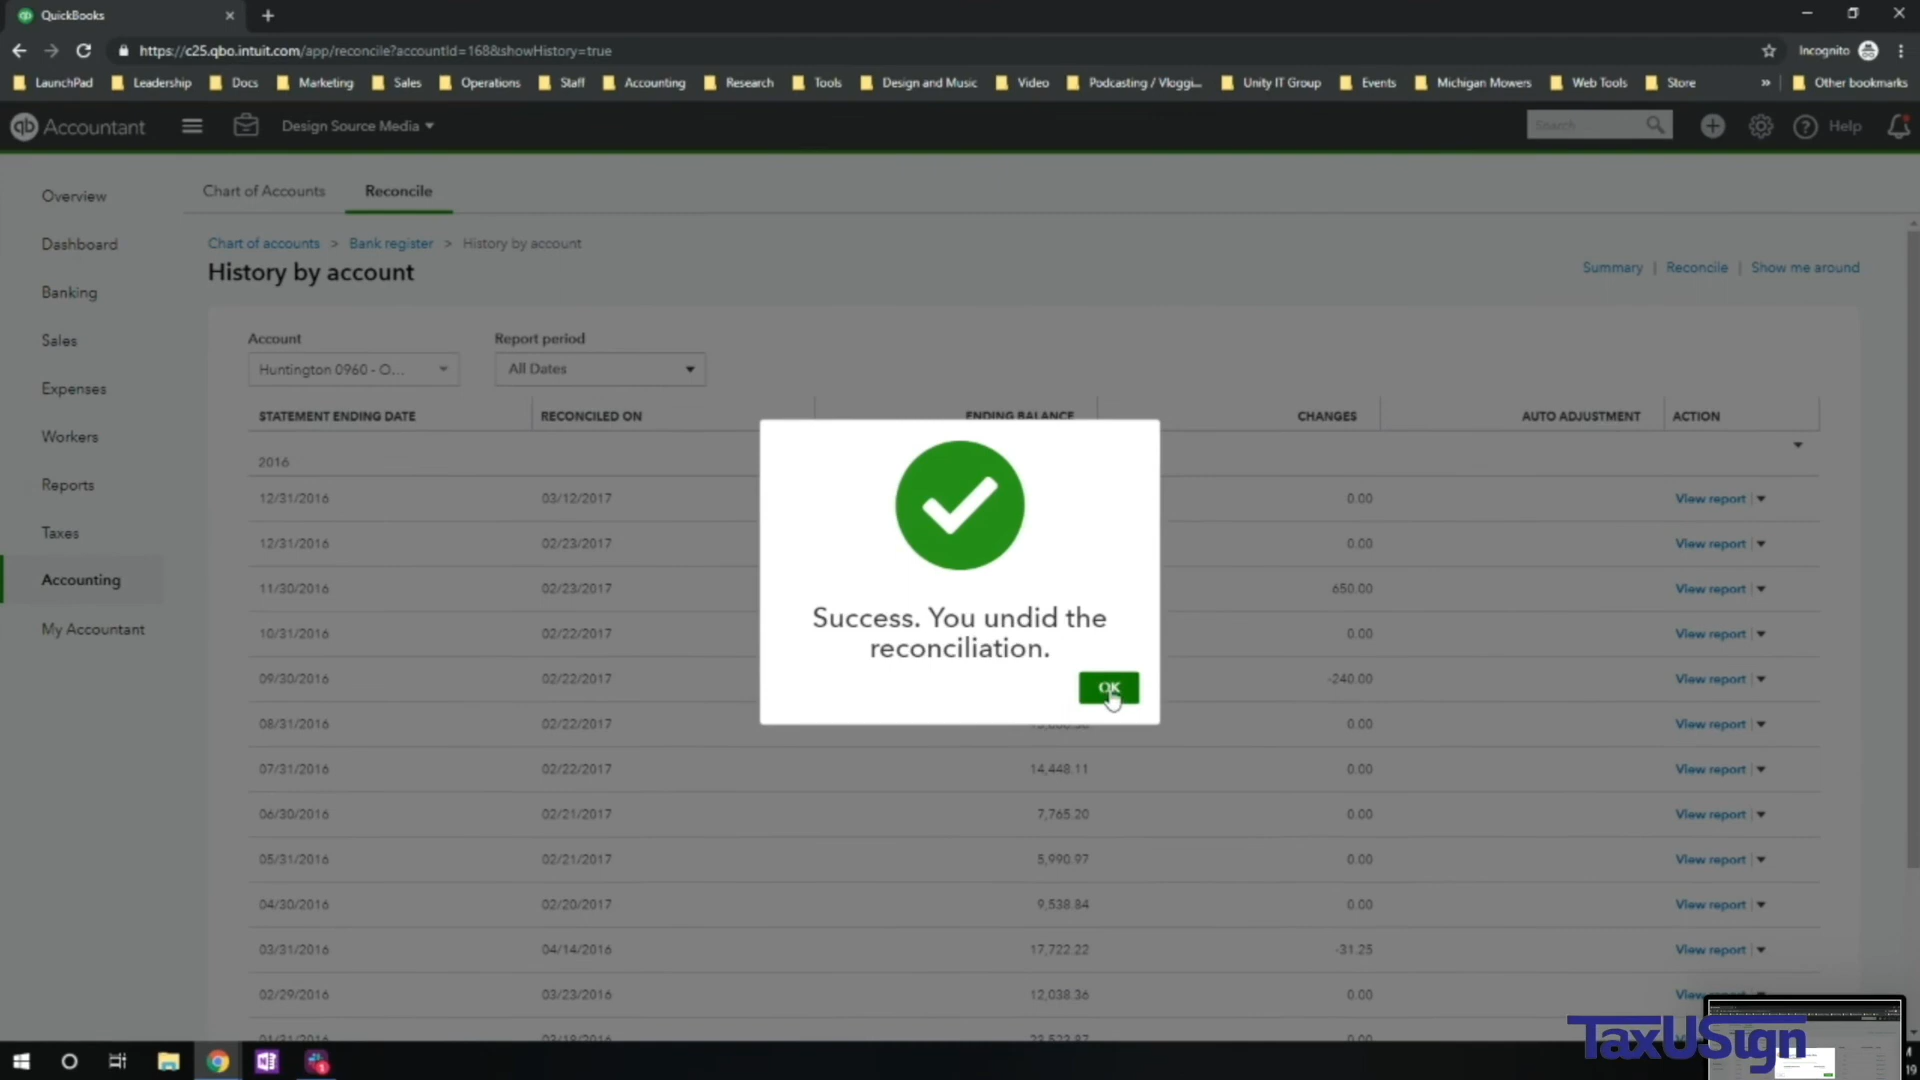 QuickBooks
https://c25.qbo.intuit.com/app/reconcile?accountId=168&showHistory=true
Incognito
LaunchPad Leadership Docs Marketing Sales Operations Staff Accounting Research Tools Design and Music Video Podcasting / Vloggi... Unity IT Group Events Michigan Mowers Web Tools Store » Other bookmarks
qb Accountant Design Source Media Search Help
Overview
Dashboard
Banking
Sales
Expenses
Workers
Reports
Taxes
Accounting
My Accountant
Chart of Accounts Reconcile
Chart of accounts > Bank register > History by account
History by account
Summary | Reconcile | Show me around
Account Report period
Huntington 0960 - O... All Dates
STATEMENT ENDING DATE RECONCILED ON ENDING BALANCE CHANGES AUTO ADJUSTMENT ACTION
2016
12/31/2016 03/12/2017 0.00 View report
12/31/2016 02/23/2017 0.00 View report
11/30/2016 02/23/2017 650.00 View report
10/31/2016 02/22/2017 0.00 View report
09/30/2016 02/22/2017 -240.00 View report
08/31/2016 02/22/2017 0.00 View report
07/31/2016 02/22/2017 14,448.11 0.00 View report
06/30/2016 02/21/2017 7,765.20 0.00 View report
05/31/2016 02/21/2017 5,990.97 0.00 View report
04/30/2016 02/20/2017 9,538.84 0.00 View report
03/31/2016 04/14/2016 17,722.22 -31.25 View report
02/29/2016 03/23/2016 12,038.36 0.00 View
Success. You undid the
reconciliation.
OK
TaxUSign